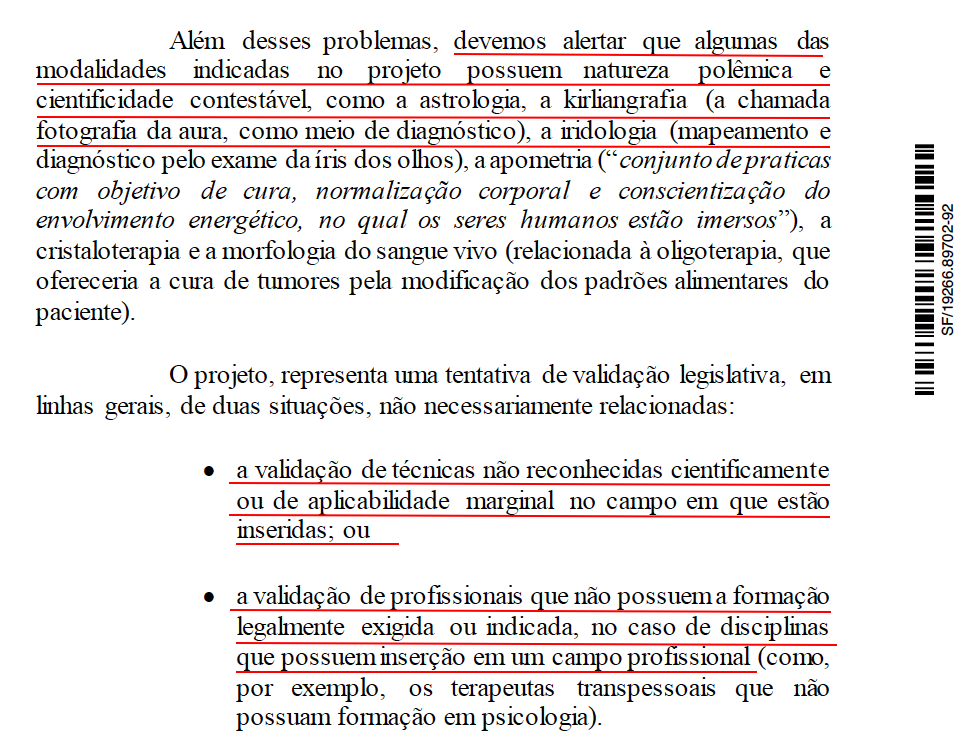 Além desses problemas, devemos alertar que algumas das
modalidades indicadas no projeto possuem natureza polêmica e
cientificidade contestável, como a astrologia, a kirliangrafia (a chamada
fotografia da aura, como meio de diagnóstico), a iridologia (mapeamento e
diagnóstico pelo exame da íris dos olhos), a apometria (“conjunto de praticas
com objetivo de cura, normalização corporal e conscientização do
envolvimento energético, no qual os seres humanos estão imersos”), a
cristaloterapia e a morfologia do sangue vivo (relacionada à oligoterapia, que
ofereceria a cura de tumores pela modificação dos padrões alimentares do
paciente).
O projeto, representa uma tentativa de validação legislativa, em
linhas gerais, de duas situações, não necessariamente relacionadas:
• a validação de técnicas não reconhecidas cientificamente
ou de aplicabilidade marginal no campo em que estão
inseridas; ou
• a validação de profissionais que não possuem a formação
legalmente exigida ou indicada, no caso de disciplinas
que possuem inserção em um campo profissional (como,
por exemplo, os terapeutas transpessoais que não
possuam formação em psicologia).
SF/19266.89702-92